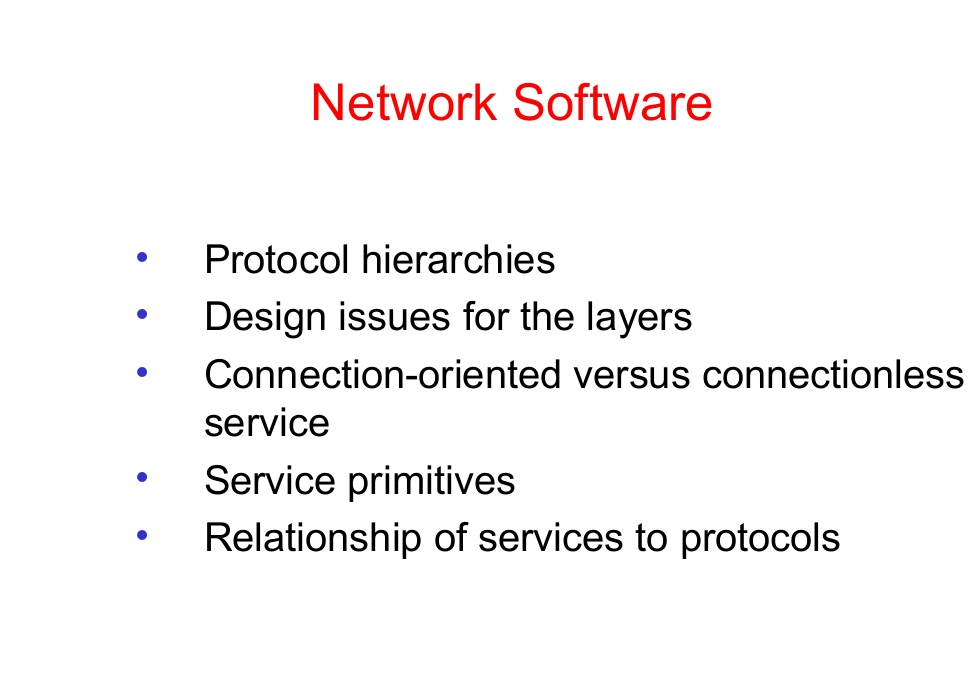 Network Software
• Protocol hierarchies
• Design issues for the layers
• Connection-oriented versus connectionless
service
• Service primitives
• Relationship of services to protocols